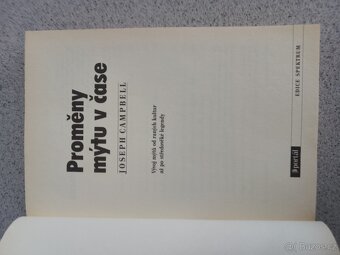 Proměny
mýtu v čase
JOSEPH CAMPBELL
Vývoj mýtů od raných kultur
až po středověké legendy
portál
EDICE SPEKTRUM